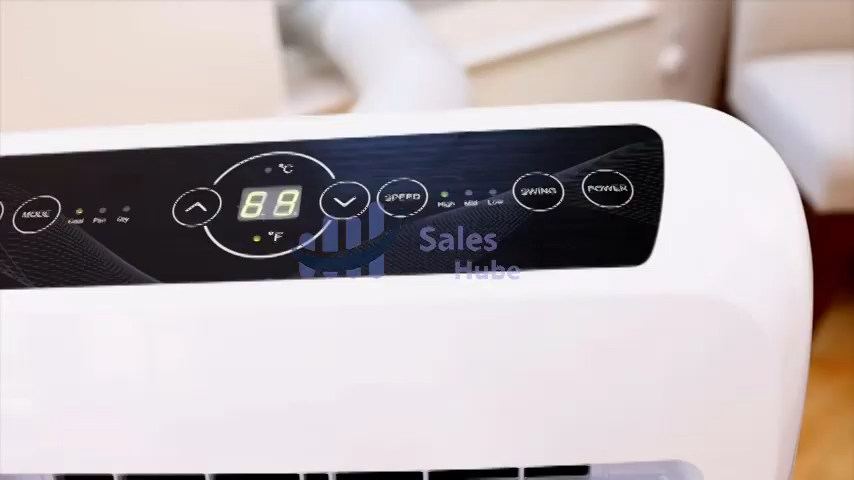 °C
MODE
Cool Fan Dry
88
SPEED
High Mid Low
SWING
POWER
°F
Sales
Hube